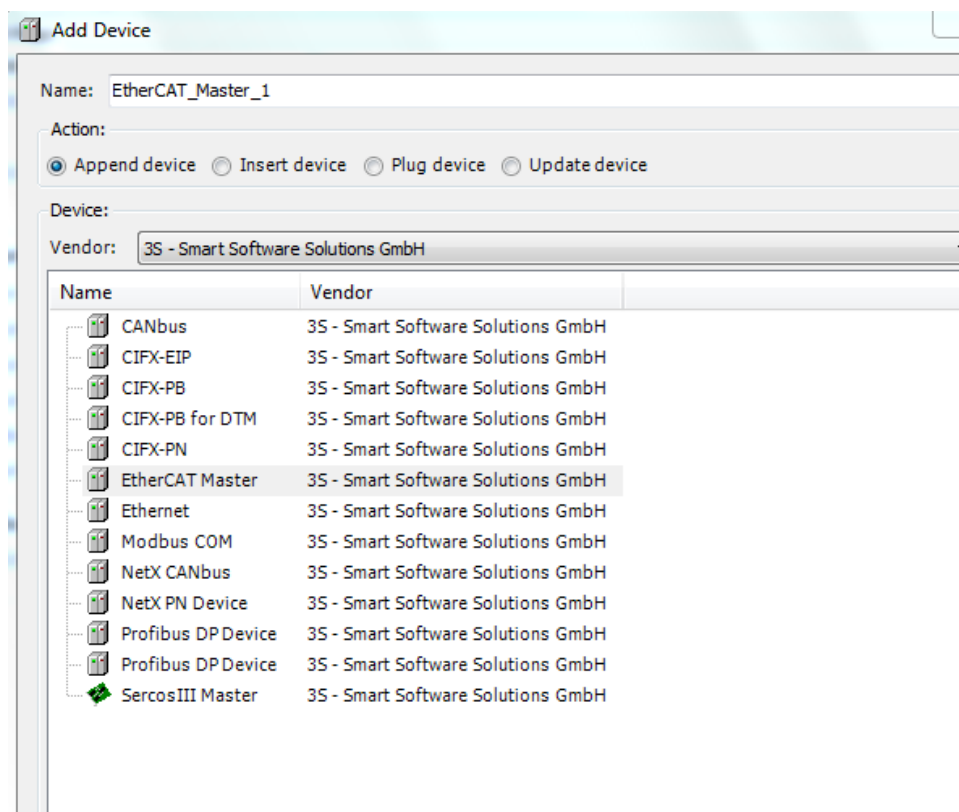 Add Device
Name: EtherCAT_Master_1
Action:
Append device Insert device Plug device Update device
Device:
Vendor: 3S - Smart Software Solutions GmbH
Name Vendor
CANbus 3S - Smart Software Solutions GmbH
CIFX-EIP 3S - Smart Software Solutions GmbH
CIFX-PB 3S - Smart Software Solutions GmbH
CIFX-PB for DTM 3S - Smart Software Solutions GmbH
CIFX-PN 3S - Smart Software Solutions GmbH
EtherCAT Master 3S - Smart Software Solutions GmbH
Ethernet 3S - Smart Software Solutions GmbH
Modbus COM 3S - Smart Software Solutions GmbH
NetX CANbus 3S - Smart Software Solutions GmbH
NetX PN Device 3S - Smart Software Solutions GmbH
Profibus DP Device 3S - Smart Software Solutions GmbH
Profibus DP Device 3S - Smart Software Solutions GmbH
SercosIII Master 3S - Smart Software Solutions GmbH